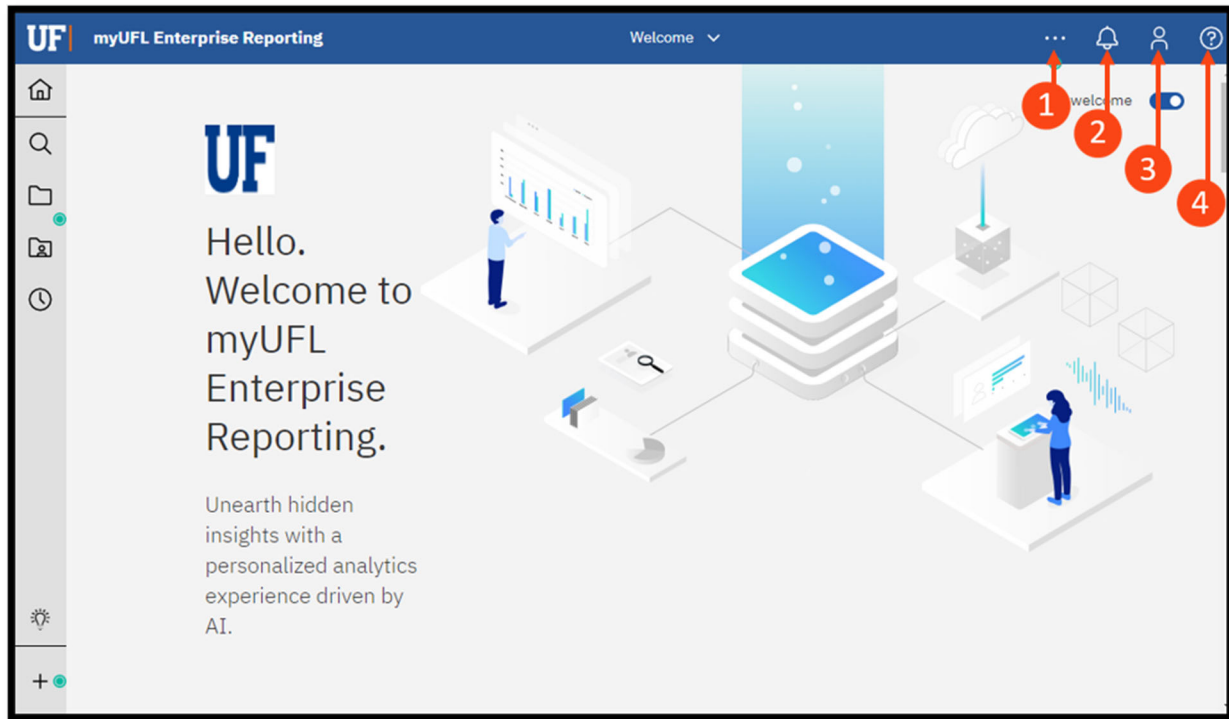 UF myUFL Enterprise Reporting Welcome
welcome
1
2
3
4
UF
Hello.
Welcome to
myUFL
Enterprise
Reporting.
Unearth hidden
insights with a
personalized analytics
experience driven by
AI.